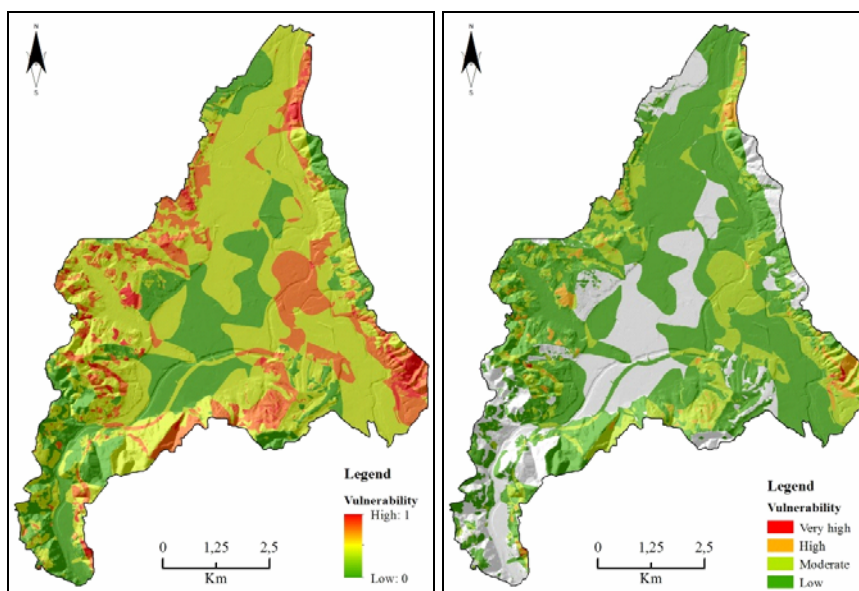 N
S
Legend
Vulnerability
High: 1
Low: 0
0 1,25 2,5
Km
N
S
Legend
Vulnerability
Very high
High
Moderate
Low
0 1,25 2,5
Km